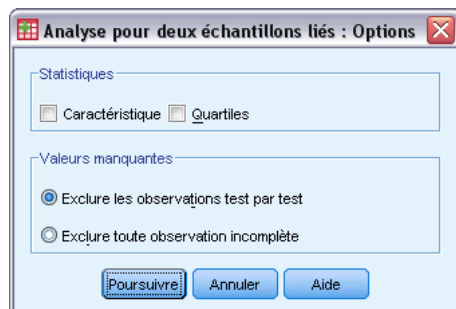 Analyse pour deux échantillons liés : Options
Statistiques
Caractéristique Quartiles
Valeurs manquantes
Exclure les observations test par test
Exclure toute observation incomplète
Poursuivre Annuler Aide